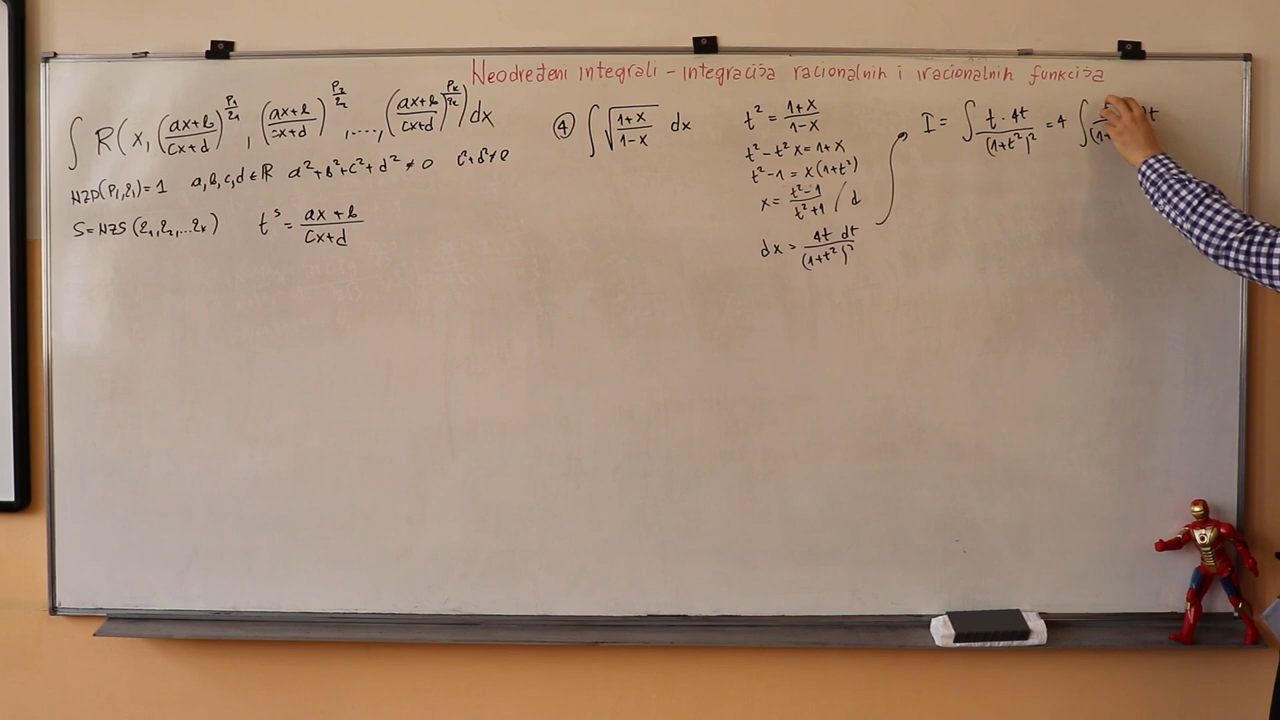 Neodređeni integrali - integracija racionalnih i iracionalnih funkcija
∫ R(x, ((ax+b)/(cx+d))^(p₁/q₁), ((ax+b)/(cx+d))^(p₂/q₂), ..., ((ax+b)/(cx+d))^(pₖ/qₖ)) dx
NZD(p₁,q₁)=1 a,b,c,d ∈ ℝ a²+b²+c²+d² ≠ 0 c²+d²≠0
S=NZS(q₁,q₂,...qₖ) t^s = (ax+b)/(cx+d)
④ ∫ √((1+x)/(1-x)) dx
t² = (1+x)/(1-x)
t²-t²x=1+x
t²-1=x(1+t²)
x = (t²-1)/(t²+1) / d
dx = (4t dt)/(1+t²)²
I = ∫ (t·4t)/(1+t²)² = 4 ∫